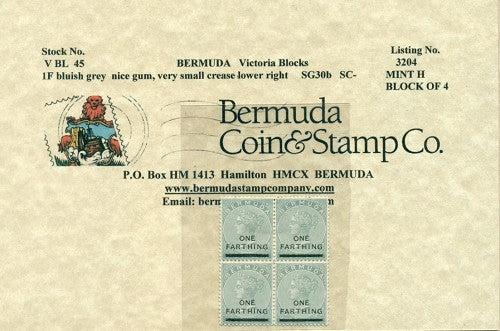 Stock No.
Listing No.
V BL 45
BERMUDA Victoria Blocks
3204
1F bluish grey nice gum, very small crease lower right SG30b SC-
MINT H
BLOCK OF 4
Bermuda
Coin&Stamp Co.
P.O. Box HM 1413 Hamilton HMCX BERMUDA
www.bermudastampcompany.com
Email:
BERMUDA BERMUDA
ONE ONE
FARTHING FARTHING
BERMUDA BERMUDA
ONE ONE
FARTHING FARTHING